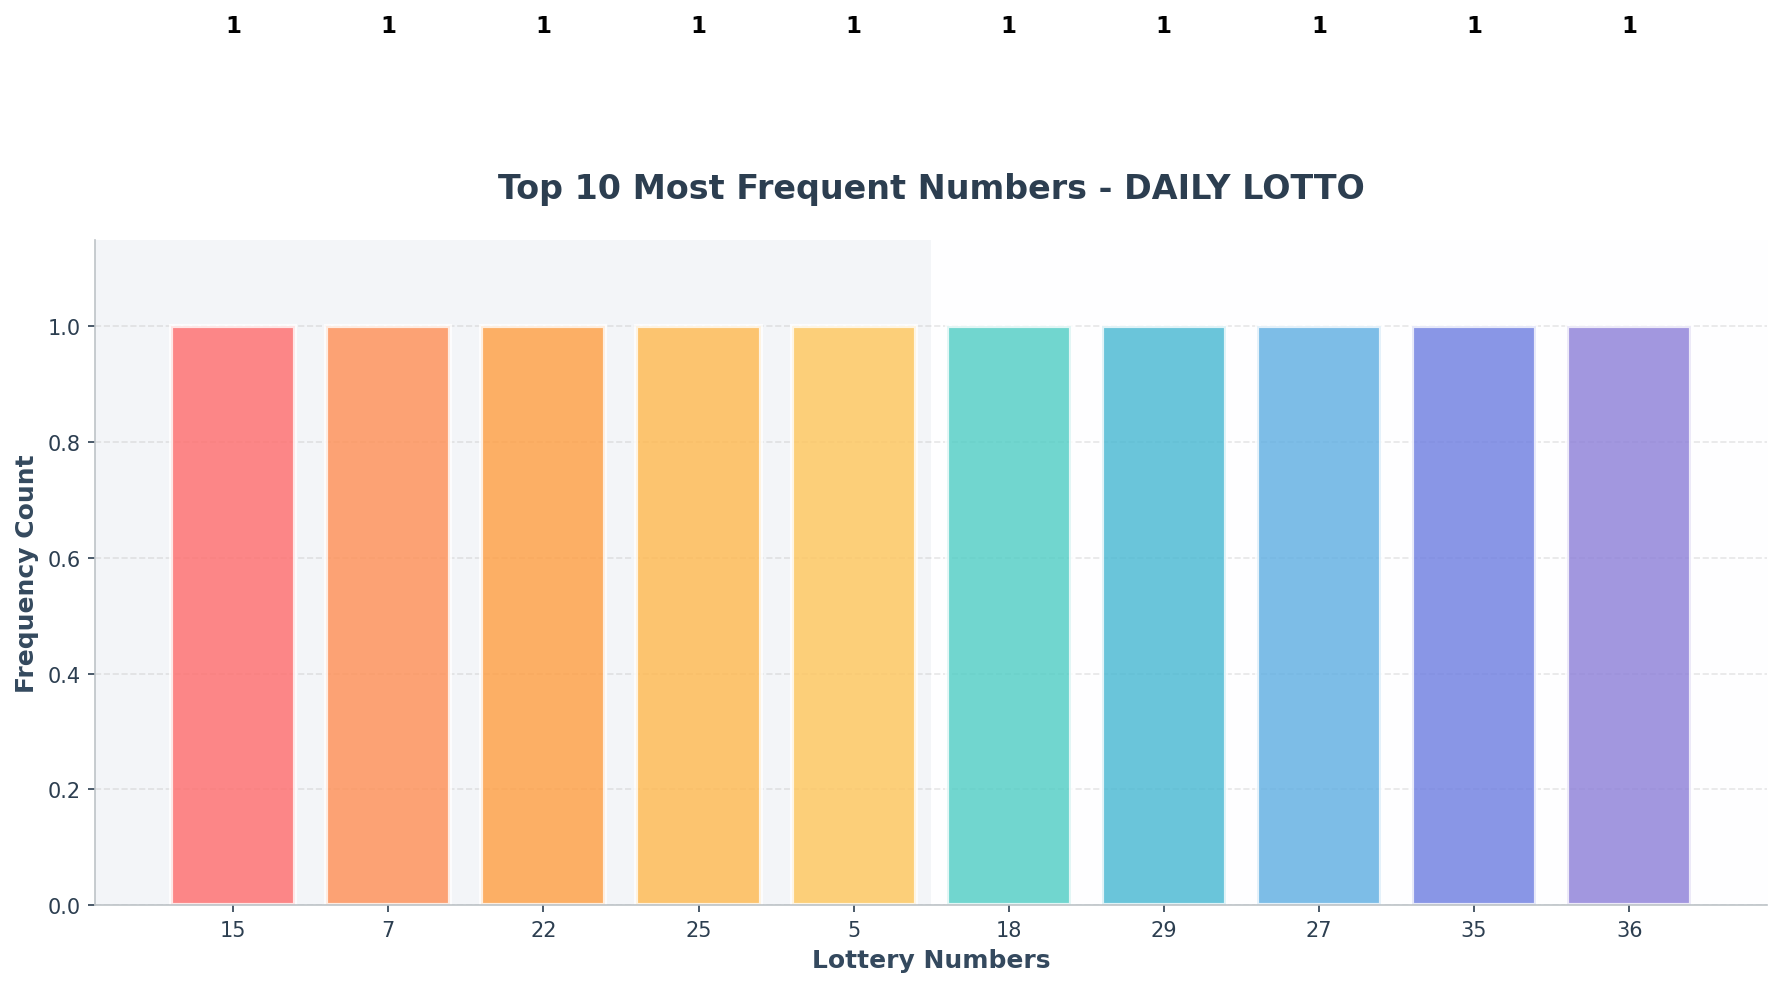 1 1 1 1 1 1 1 1 1 1
Top 10 Most Frequent Numbers - DAILY LOTTO
Frequency Count
1.0
0.8
0.6
0.4
0.2
0.0
15 7 22 25 5 18 29 27 35 36
Lottery Numbers